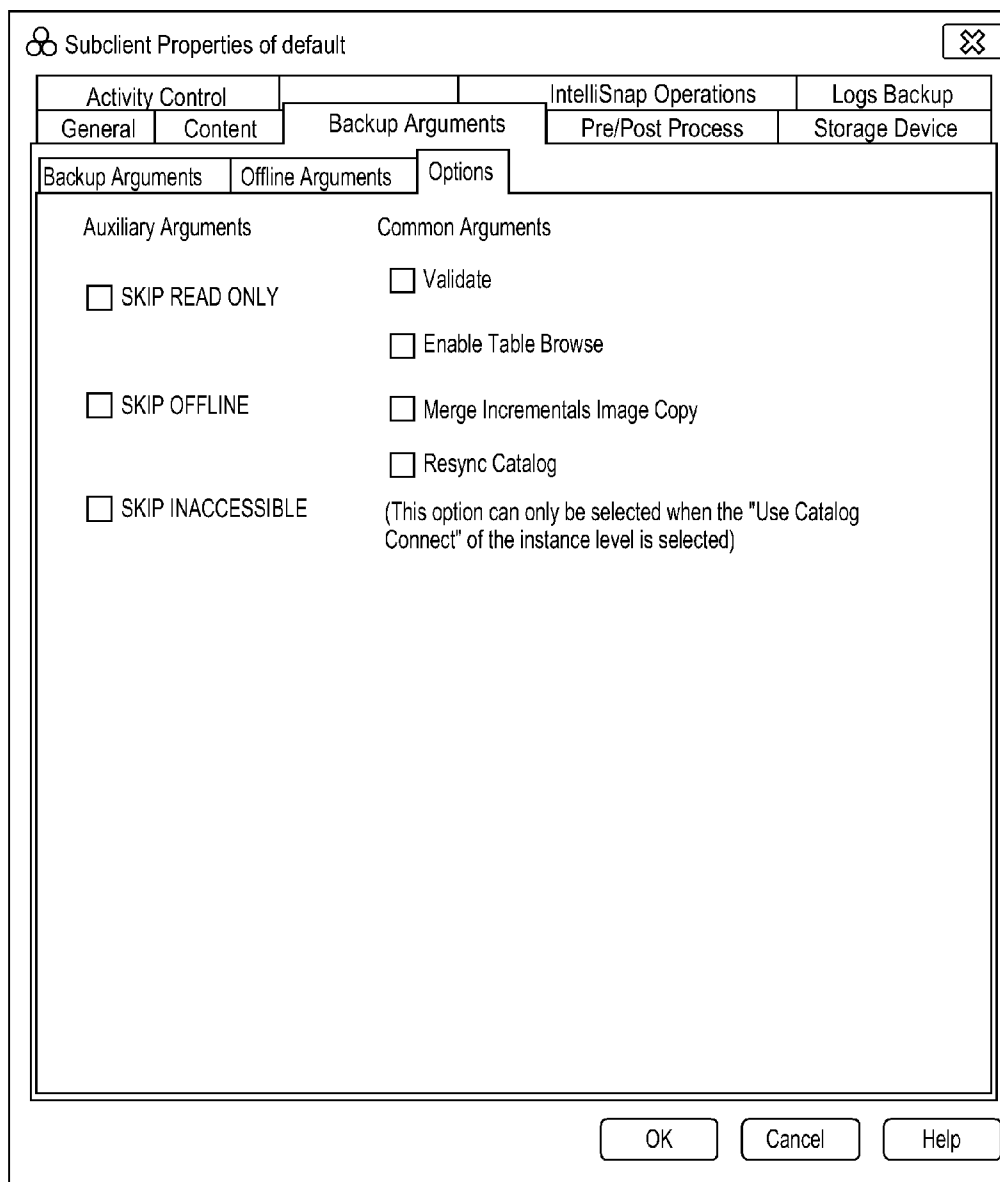 Subclient Properties of default
Activity Control
IntelliSnap Operations
Logs Backup
General
Content
Backup Arguments
Pre/Post Process
Storage Device
Backup Arguments
Offline Arguments
Options
Auxiliary Arguments
SKIP READ ONLY
SKIP OFFLINE
SKIP INACCESSIBLE
Common Arguments
Validate
Enable Table Browse
Merge Incrementals Image Copy
Resync Catalog
(This option can only be selected when the "Use Catalog
Connect" of the instance level is selected)
OK
Cancel
Help